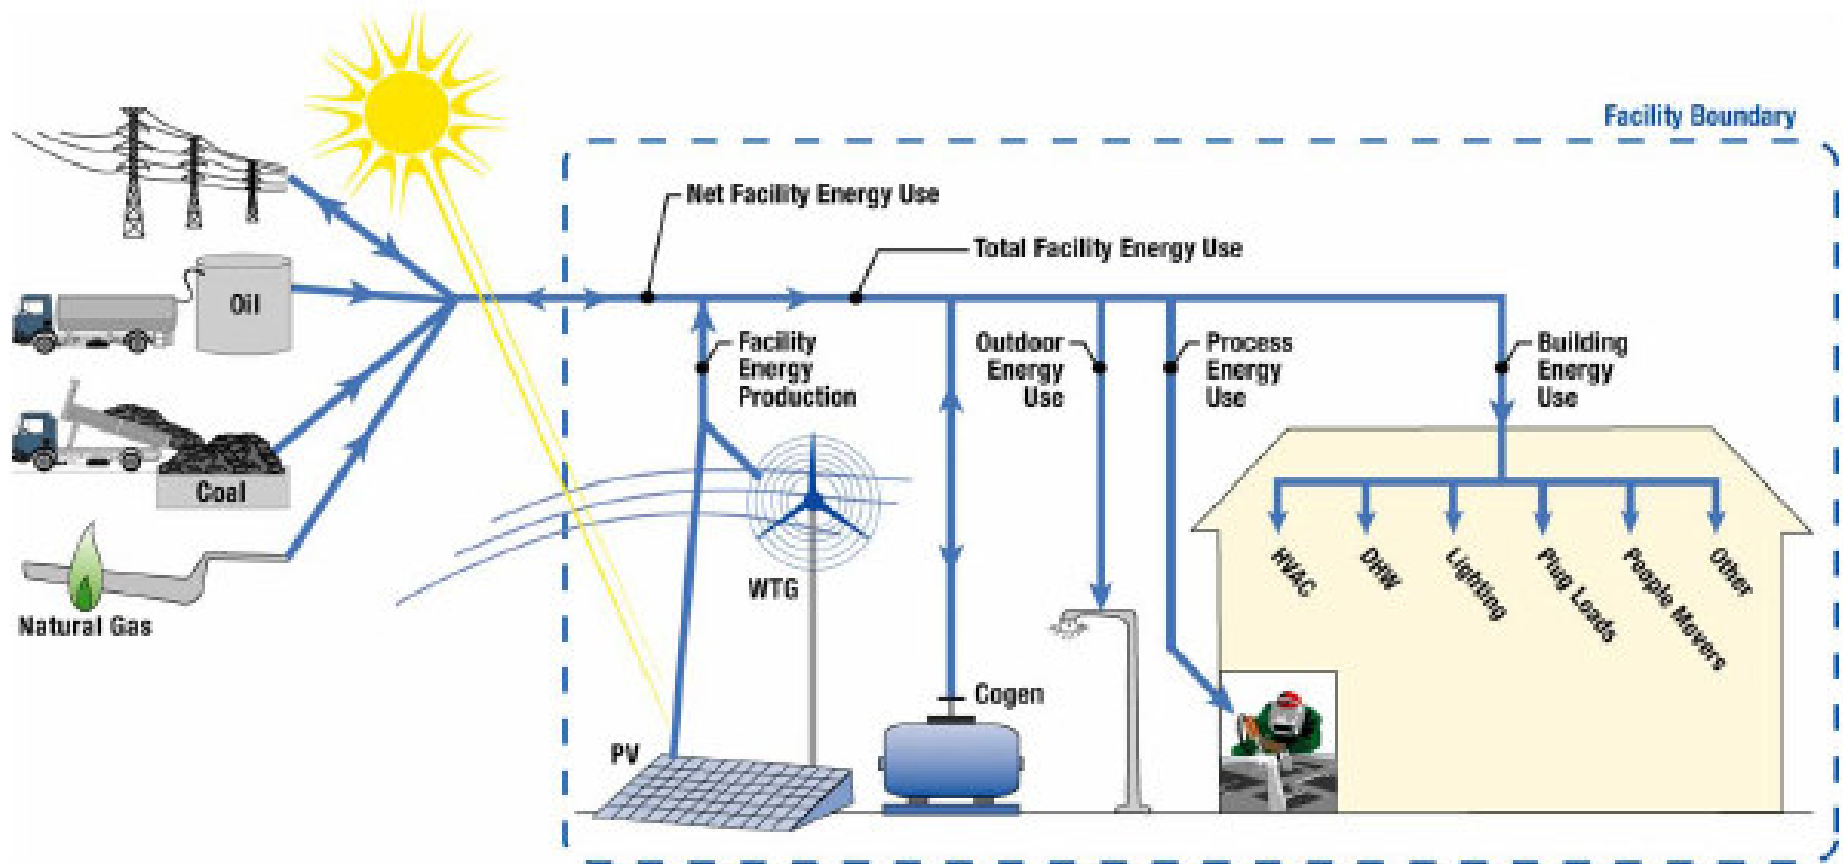 Facility Boundary
Net Facility Energy Use
Total Facility Energy Use
Oil
Facility
Energy
Production
Outdoor
Energy
Use
Process
Energy
Use
Building
Energy
Use
Coal
WTG
HVAC
DHW
Lighting
Plug Loads
People Movers
Other
Natural Gas
Cogen
PV